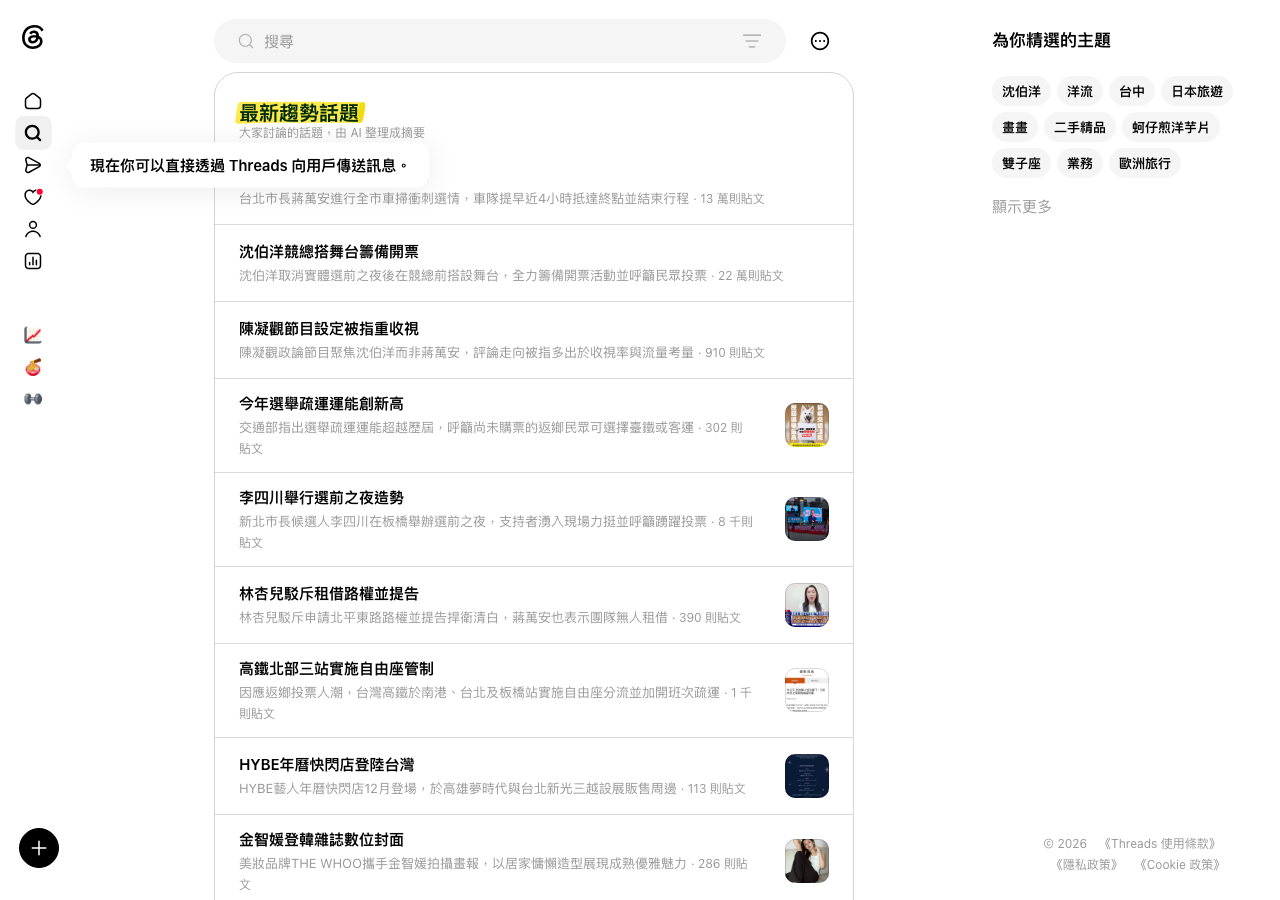 搜尋
最新趨勢話題
大家討論的話題，由 AI 整理成摘要
現在你可以直接透過 Threads 向用戶傳送訊息。
台北市長蔣萬安進行全市車掃衝刺選情，車隊提早近4小時抵達終點並結束行程 · 13 萬則貼文
沈伯洋競總搭舞台籌備開票
沈伯洋取消實體選前之夜後在競總前搭設舞台，全力籌備開票活動並呼籲民眾投票 · 22 萬則貼文
陳凝觀節目設定被指重收視
陳凝觀政論節目聚焦沈伯洋而非蔣萬安，評論走向被指多出於收視率與流量考量 · 910 則貼文
今年選舉疏運運能創新高
交通部指出選舉疏運運能超越歷屆，呼籲尚未購票的返鄉民眾可選擇臺鐵或客運 · 302 則
貼文
李四川舉行選前之夜造勢
新北市長候選人李四川在板橋舉辦選前之夜，支持者湧入現場力挺並呼籲踴躍投票 · 8 千則
貼文
林杏兒駁斥租借路權並提告
林杏兒駁斥申請北平東路路權並提告捍衛清白，蔣萬安也表示團隊無人租借 · 390 則貼文
高鐵北部三站實施自由座管制
因應返鄉投票人潮，台灣高鐵於南港、台北及板橋站實施自由座分流並加開班次疏運 · 1 千
則貼文
HYBE年曆快閃店登陸台灣
HYBE藝人年曆快閃店12月登場，於高雄夢時代與台北新光三越設展販售周邊 · 113 則貼文
金智媛登韓雜誌數位封面
美妝品牌THE WHOO攜手金智媛拍攝畫報，以居家慵懶造型展現成熟優雅魅力 · 286 則貼
文
為你精選的主題
沈伯洋 洋流 台中 日本旅遊
畫畫 二手精品 蚵仔煎洋芋片
雙子座 業務 歐洲旅行
顯示更多
© 2026 《Threads 使用條款》
《隱私政策》 《Cookie 政策》